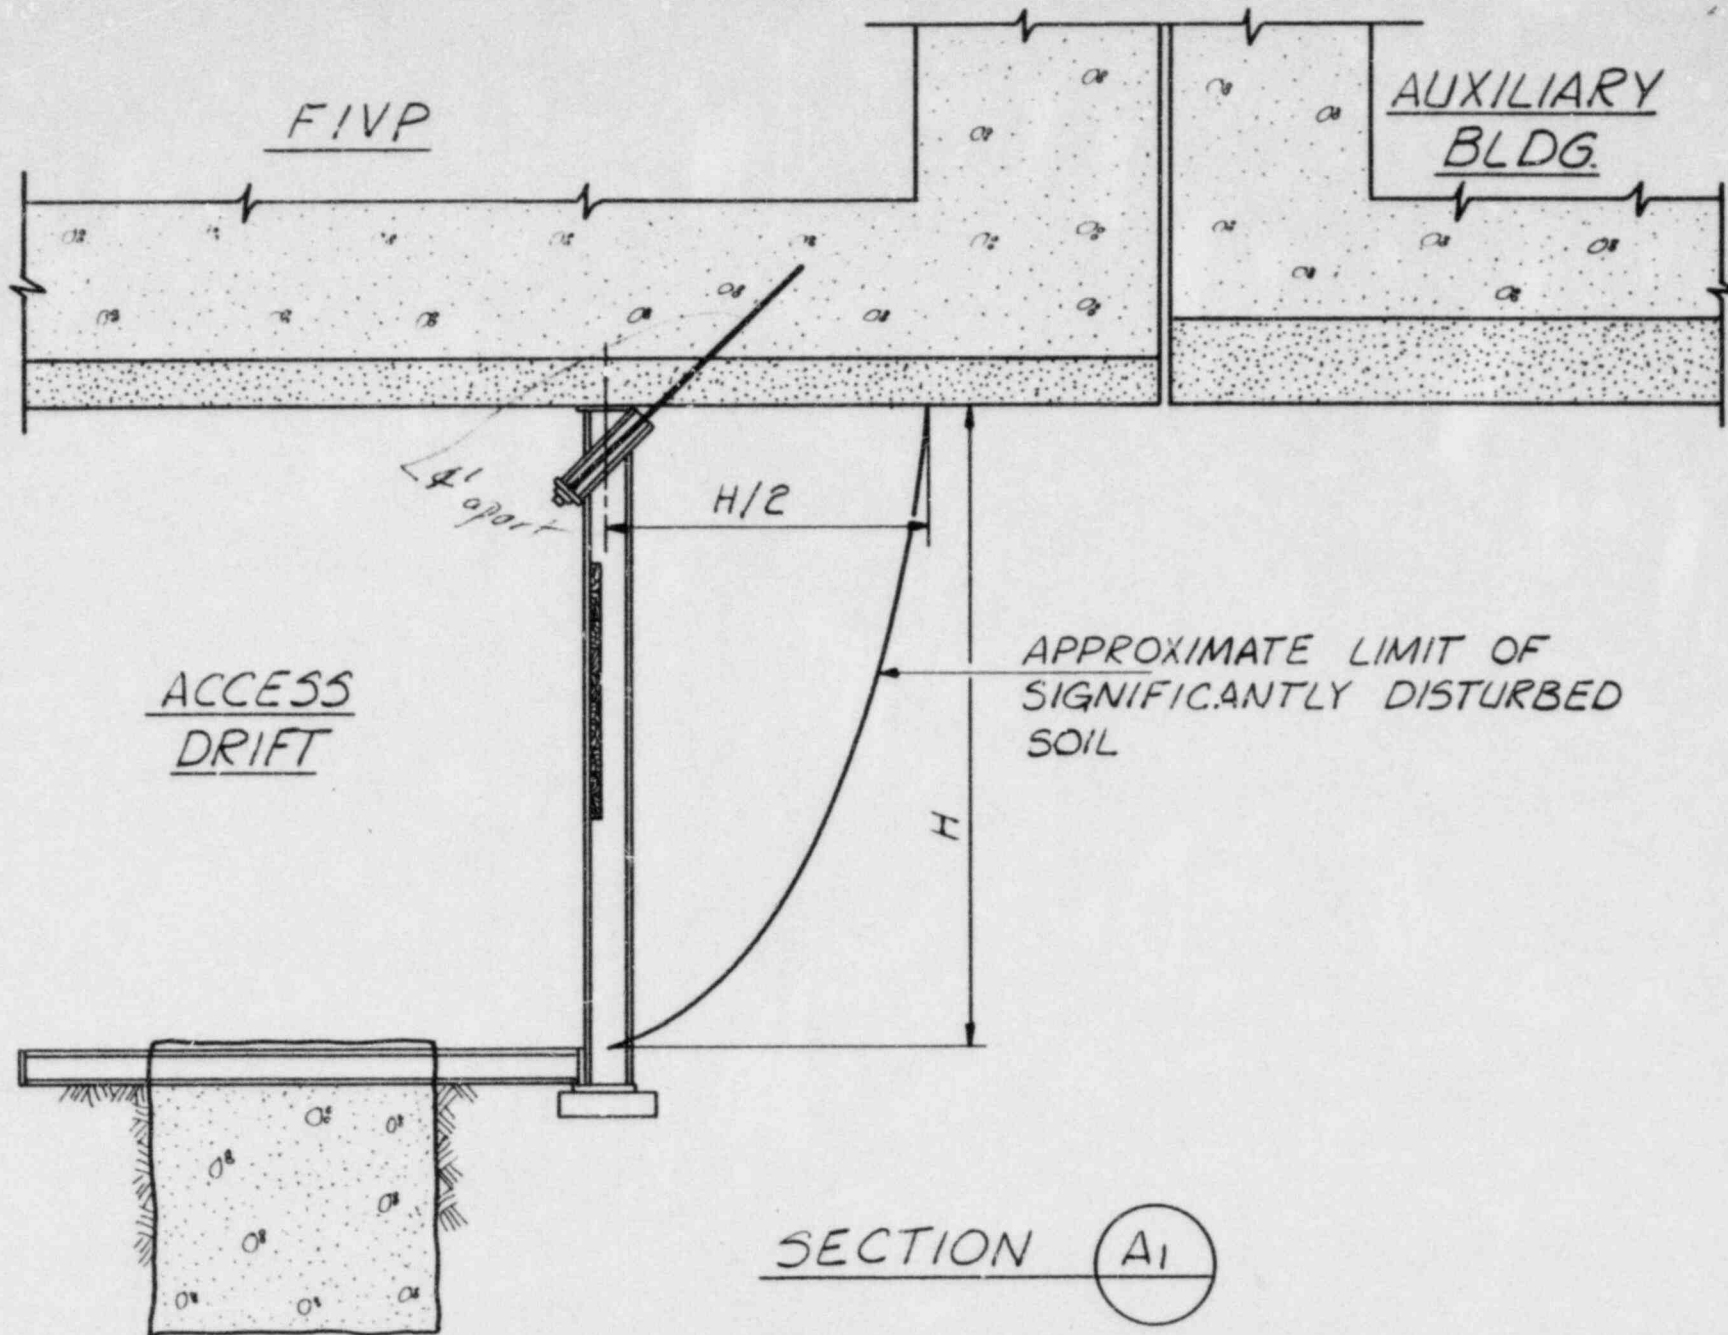 FIVP
AUXILIARY
BLDG.
4'
apart
H/2
ACCESS
DRIFT
APPROXIMATE LIMIT OF
SIGNIFICANTLY DISTURBED
SOIL
H
SECTION A1